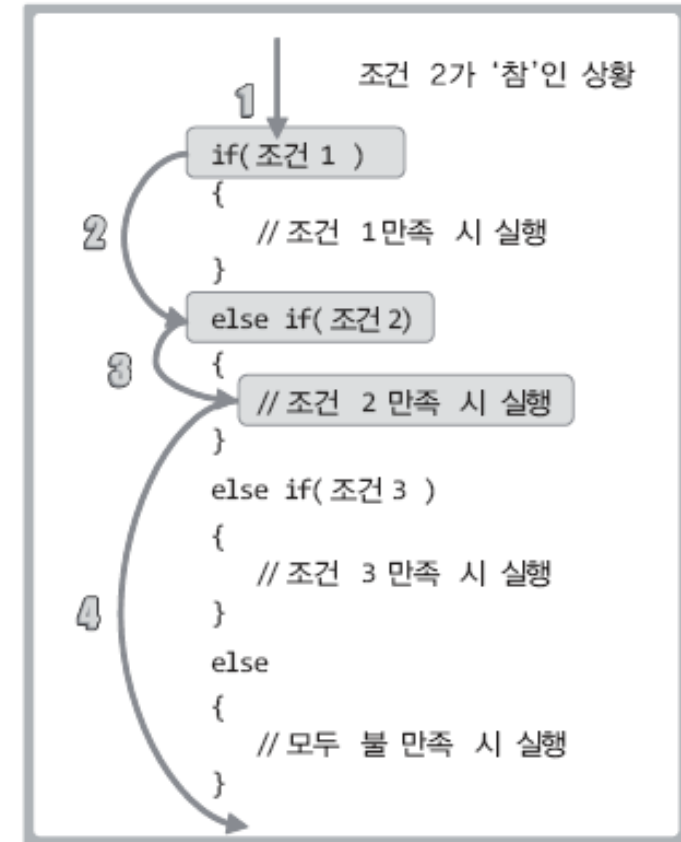 조건 2가 ‘참’인 상황
1
if(조건 1 )
{
2
// 조건 1만족 시 실행
}
else if(조건 2)
3
{
// 조건 2 만족 시 실행
}
else if(조건 3 )
{
// 조건 3 만족 시 실행
4
}
else
{
// 모두 불 만족 시 실행
}